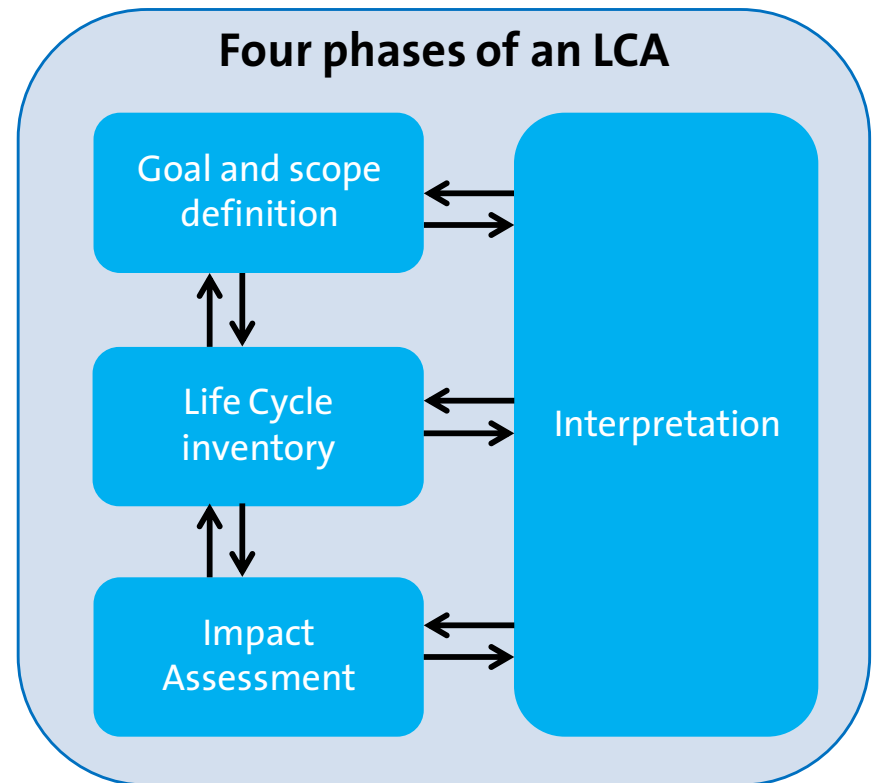 Four phases of an LCA
Goal and scope
definition
Life Cycle
inventory
Interpretation
Impact
Assessment